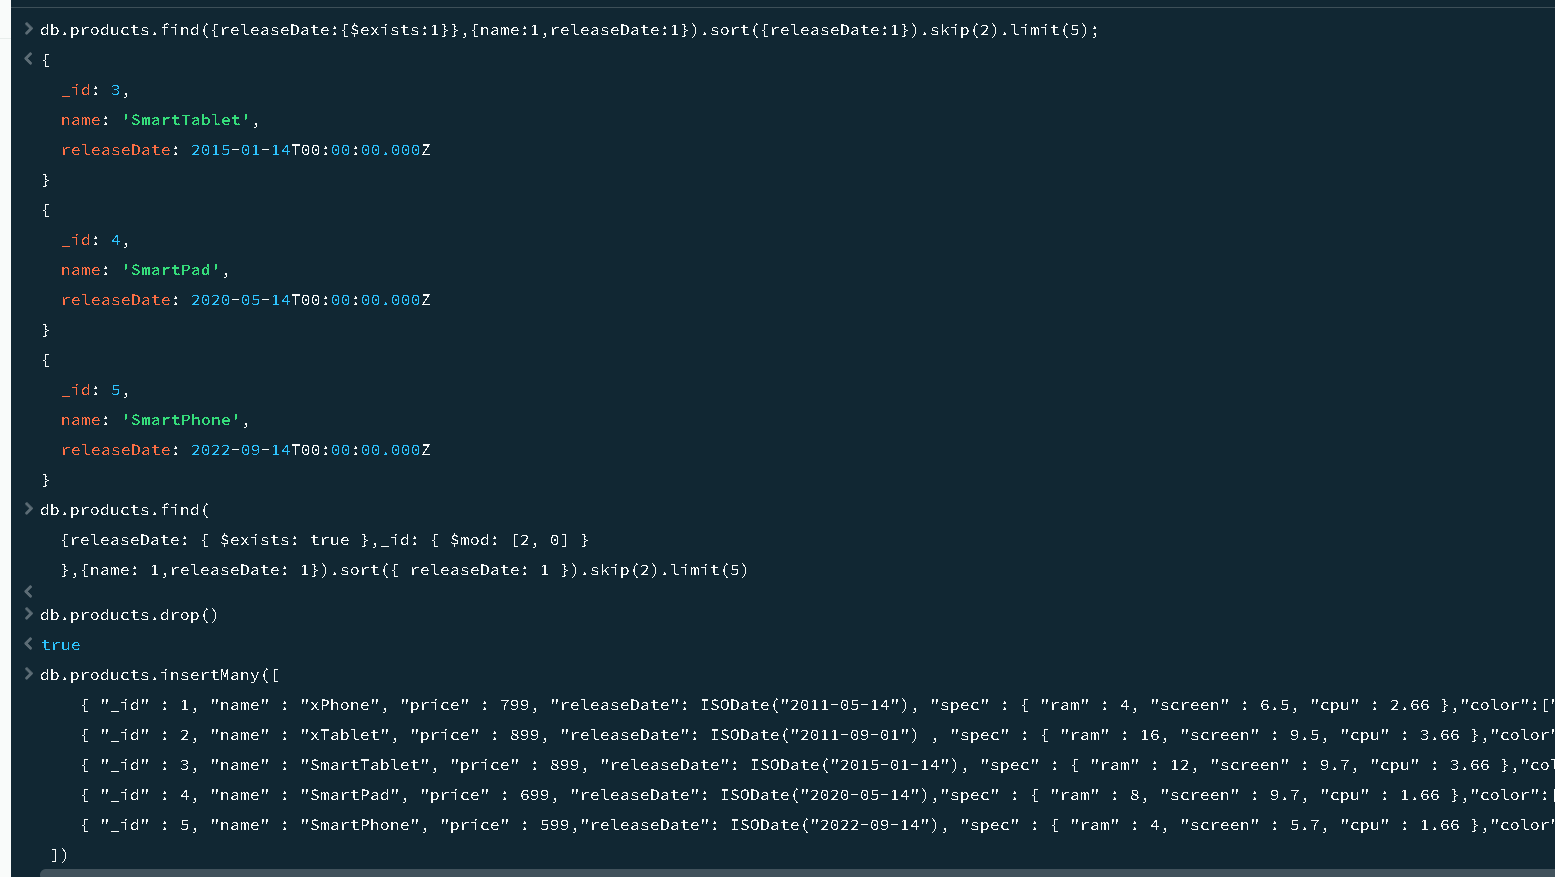 > db.products.find({releaseDate:{$exists:1}},{name:1,releaseDate:1}).sort({releaseDate:1}).skip(2).limit(5);
< {
_id: 3,
name: 'SmartTablet',
releaseDate: 2015-01-14T00:00:00.000Z
}
{
_id: 4,
name: 'SmartPad',
releaseDate: 2020-05-14T00:00:00.000Z
}
{
_id: 5,
name: 'SmartPhone',
releaseDate: 2022-09-14T00:00:00.000Z
}
> db.products.find(
{releaseDate: { $exists: true },_id: { $mod: [2, 0] }
},{name: 1,releaseDate: 1}).sort({ releaseDate: 1 }).skip(2).limit(5)
<
> db.products.drop()
< true
> db.products.insertMany([
{ "_id" : 1, "name" : "xPhone", "price" : 799, "releaseDate": ISODate("2011-05-14"), "spec" : { "ram" : 4, "screen" : 6.5, "cpu" : 2.66 },"color":["
{ "_id" : 2, "name" : "xTablet", "price" : 899, "releaseDate": ISODate("2011-09-01") , "spec" : { "ram" : 16, "screen" : 9.5, "cpu" : 3.66 },"color"
{ "_id" : 3, "name" : "SmartTablet", "price" : 899, "releaseDate": ISODate("2015-01-14"), "spec" : { "ram" : 12, "screen" : 9.7, "cpu" : 3.66 },"col
{ "_id" : 4, "name" : "SmartPad", "price" : 699, "releaseDate": ISODate("2020-05-14"),"spec" : { "ram" : 8, "screen" : 9.7, "cpu" : 1.66 },"color":[
{ "_id" : 5, "name" : "SmartPhone", "price" : 599,"releaseDate": ISODate("2022-09-14"), "spec" : { "ram" : 4, "screen" : 5.7, "cpu" : 1.66 },"color"
])